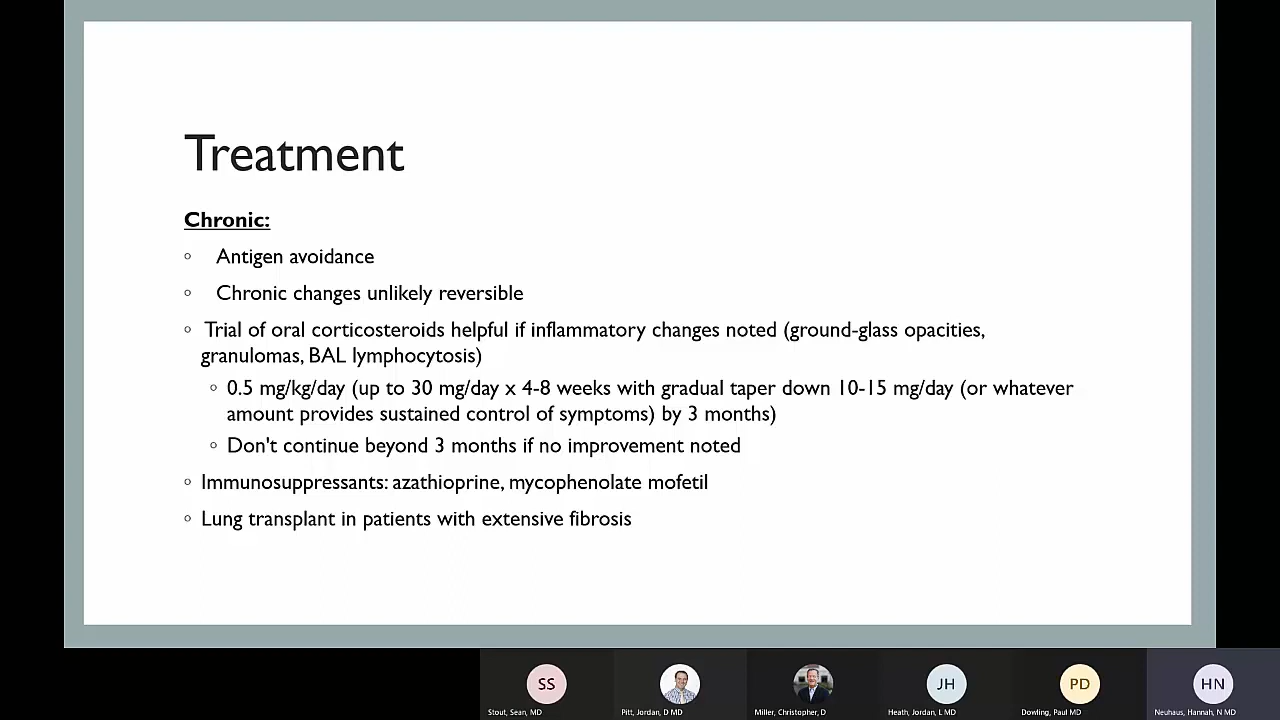 Treatment
Chronic:
◦ Antigen avoidance
◦ Chronic changes unlikely reversible
◦ Trial of oral corticosteroids helpful if inflammatory changes noted (ground-glass opacities,
granulomas, BAL lymphocytosis)
◦ 0.5 mg/kg/day (up to 30 mg/day x 4-8 weeks with gradual taper down 10-15 mg/day (or whatever
amount provides sustained control of symptoms) by 3 months)
◦ Don't continue beyond 3 months if no improvement noted
◦ Immunosuppressants: azathioprine, mycophenolate mofetil
◦ Lung transplant in patients with extensive fibrosis
SS
JH
PD
HN
Stout, Sean, MD
Pitt, Jordan, D MD
Miller, Christopher, D
Heath, Jordan, L MD
Dowling, Paul MD
Neuhaus, Hannah, N MD